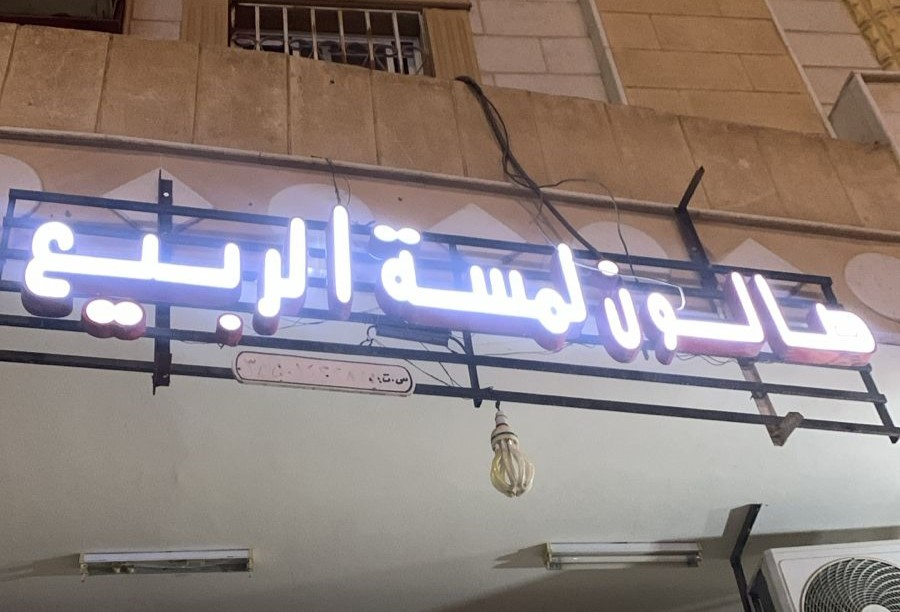 صالون لمسة الربيع
س.ت